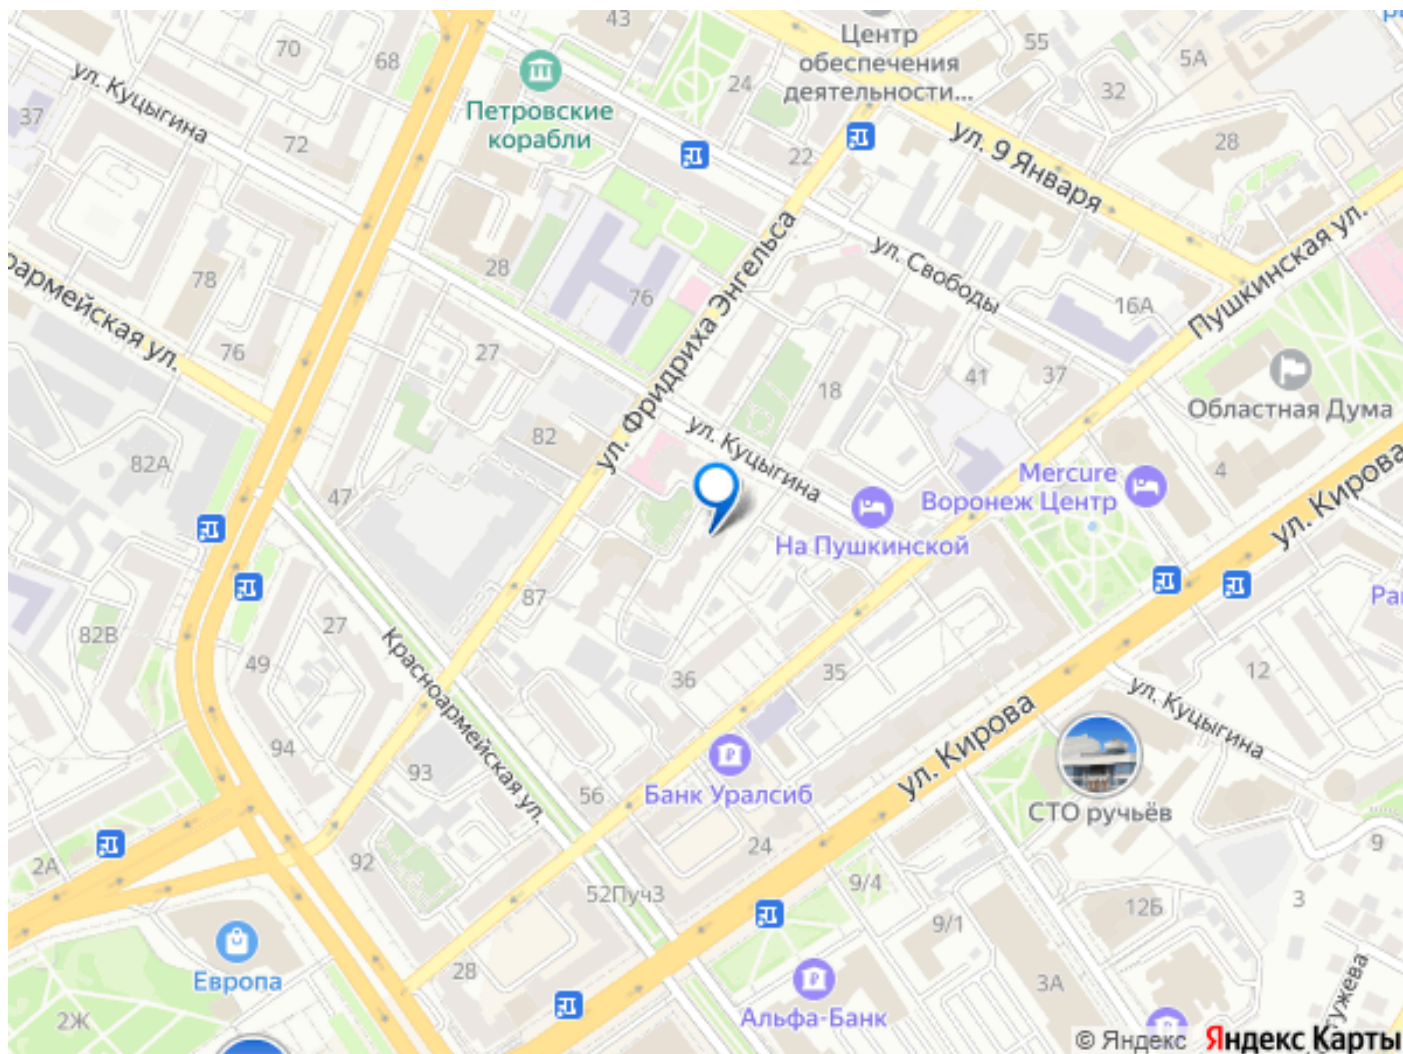 43
70
68
ул. Куцыгина
37
72
Петровские
корабли
24
Центр
обеспечения
деятельности...
55
5А
32
28
ул. 9 Января
22
ул. Свободы
Пушкинская ул.
16А
28
76
78
76
ул. Фридриха Энгельса
армейская ул.
27
18
41
37
Областная Дума
82
ул. Куцыгина
82А
47
4
Mercure
Воронеж Центр
ул. Кирова
На Пушкинской
87
82В
27
49
Красноармейская ул.
36
35
12
ул. Куцыгина
94
93
56
Банк Уралсиб
ул. Кирова
СТО ручьёв
24
9
2А
92
52Пуч3
9/4
9/1
12Б
3
Европа
28
3А
2Ж
Альфа-Банк
тужева
© Яндекс Яндекс Карты